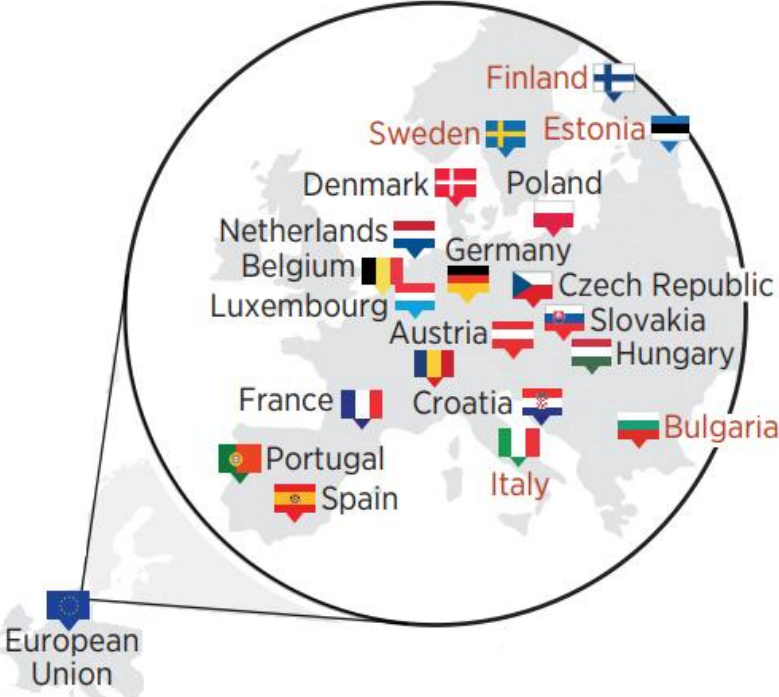 Finland
Sweden
Estonia
Denmark
Poland
Netherlands
Germany
Belgium
Czech Republic
Luxembourg
Slovakia
Austria
Hungary
France
Croatia
Bulgaria
Portugal
Italy
Spain
European
Union